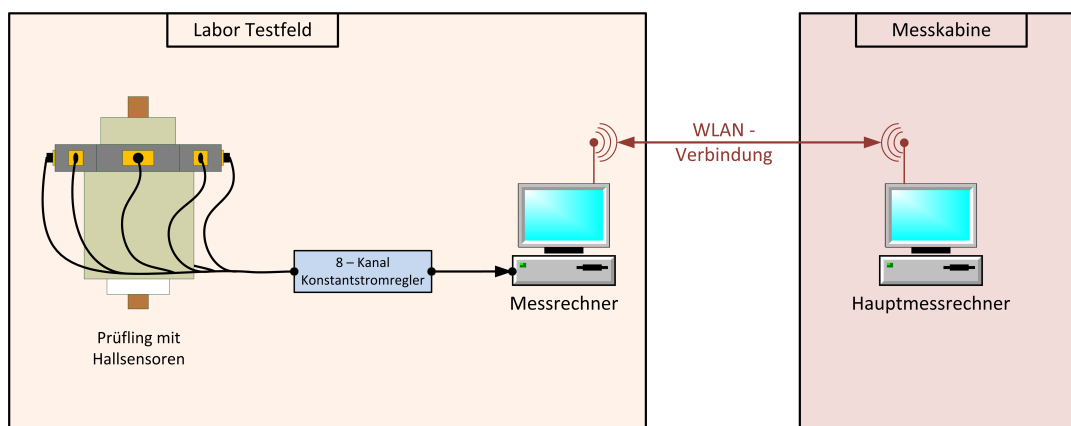 Labor Testfeld
Messkabine
WLAN -
Verbindung
8 – Kanal
Konstantstromregler
Messrechner
Hauptmessrechner
Prüfling mit
Hallsensoren